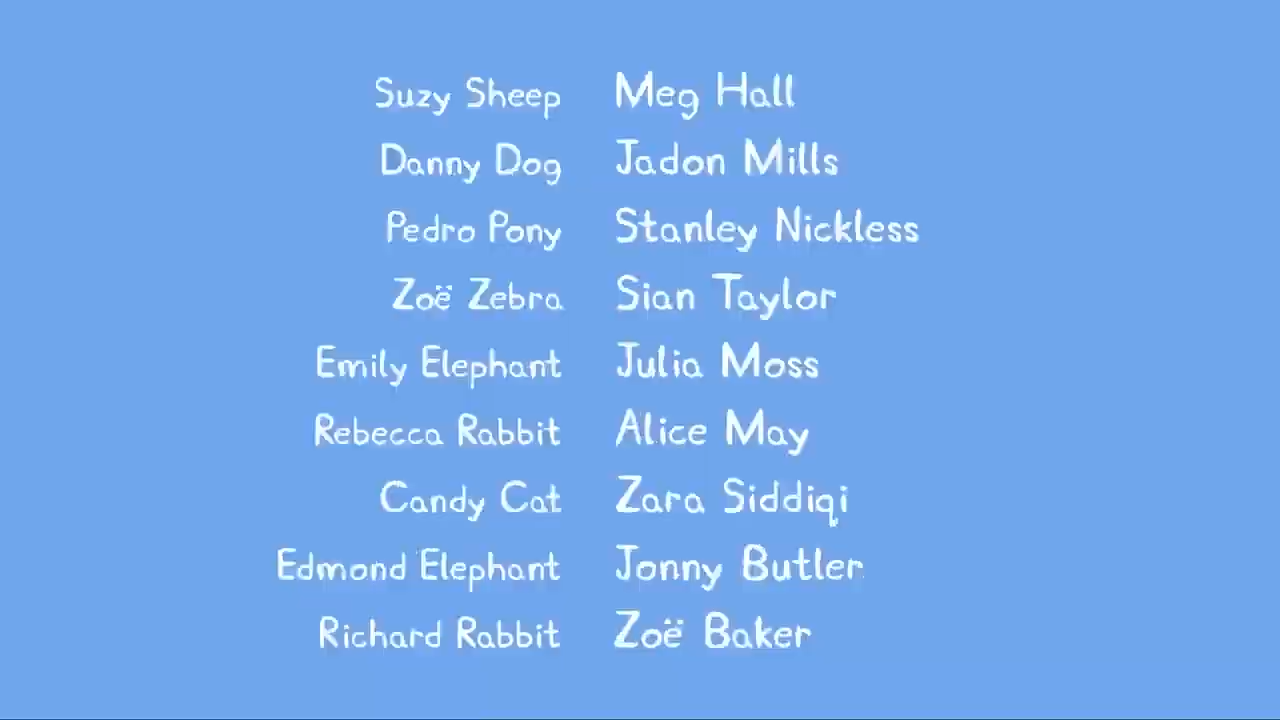 Suzy Sheep Meg Hall
Danny Dog Jadon Mills
Pedro Pony Stanley Nickless
Zoë Zebra Sian Taylor
Emily Elephant Julia Moss
Rebecca Rabbit Alice May
Candy Cat Zara Siddiqi
Edmond Elephant Jonny Butler
Richard Rabbit Zoë Baker